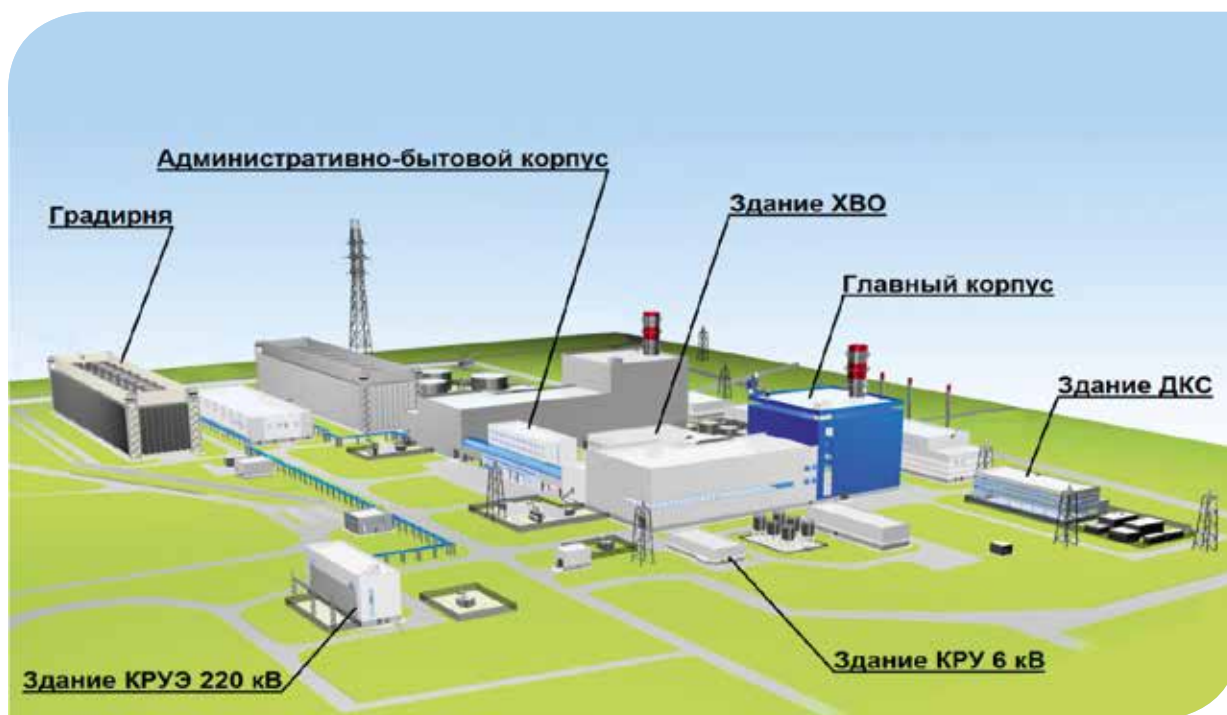 Административно-бытовой корпус
Градирня
Здание ХВО
Главный корпус
Здание ДКС
Здание КРУЭ 220 кВ
Здание КРУ 6 кВ